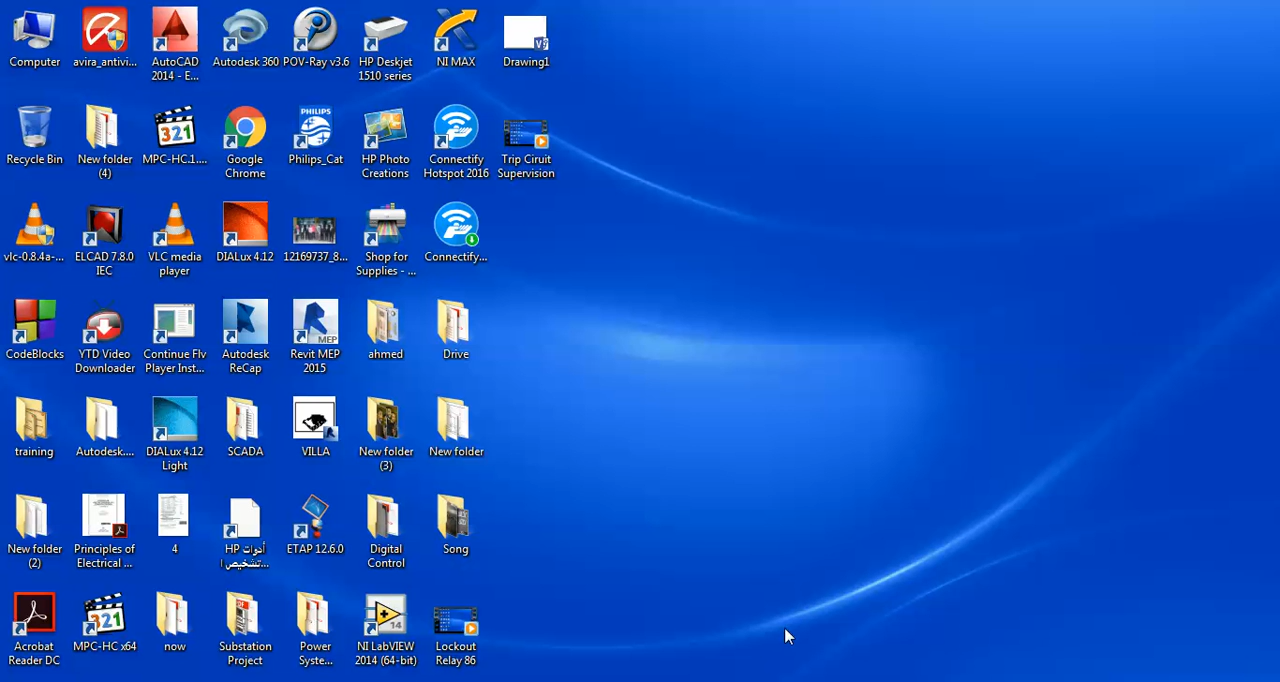 Computer
avira_antivi...
AutoCAD
2014 - E...
Autodesk 360
POV-Ray v3.6
HP Deskjet
1510 series
NI MAX
Drawing1
Recycle Bin
New folder
(4)
321
MPC-HC.1....
Google
Chrome
PHILIPS
Philips_Cat
HP Photo
Creations
Connectify
Hotspot 2016
Trip Ciruit
Supervision
vlc-0.8.4a-...
ELCAD 7.8.0
IEC
VLC media
player
DIALux 4.12
12169737_8...
Shop for
Supplies - ...
Connectify...
CodeBlocks
YTD Video
Downloader
Continue Flv
Player Inst...
Autodesk
ReCap
MEP
Revit MEP
2015
ahmed
Drive
training
Autodesk....
DIALux 4.12
Light
SCADA
VILLA
New folder
(3)
New folder
New folder
(2)
Principles of
Electrical ...
4
أدوات HP
تشخيص ا...
ETAP 12.6.0
Digital
Control
Song
Acrobat
Reader DC
321
MPC-HC x64
now
Substation
Project
Power
Syste...
14
NI LabVIEW
2014 (64-bit)
Lockout
Relay 86